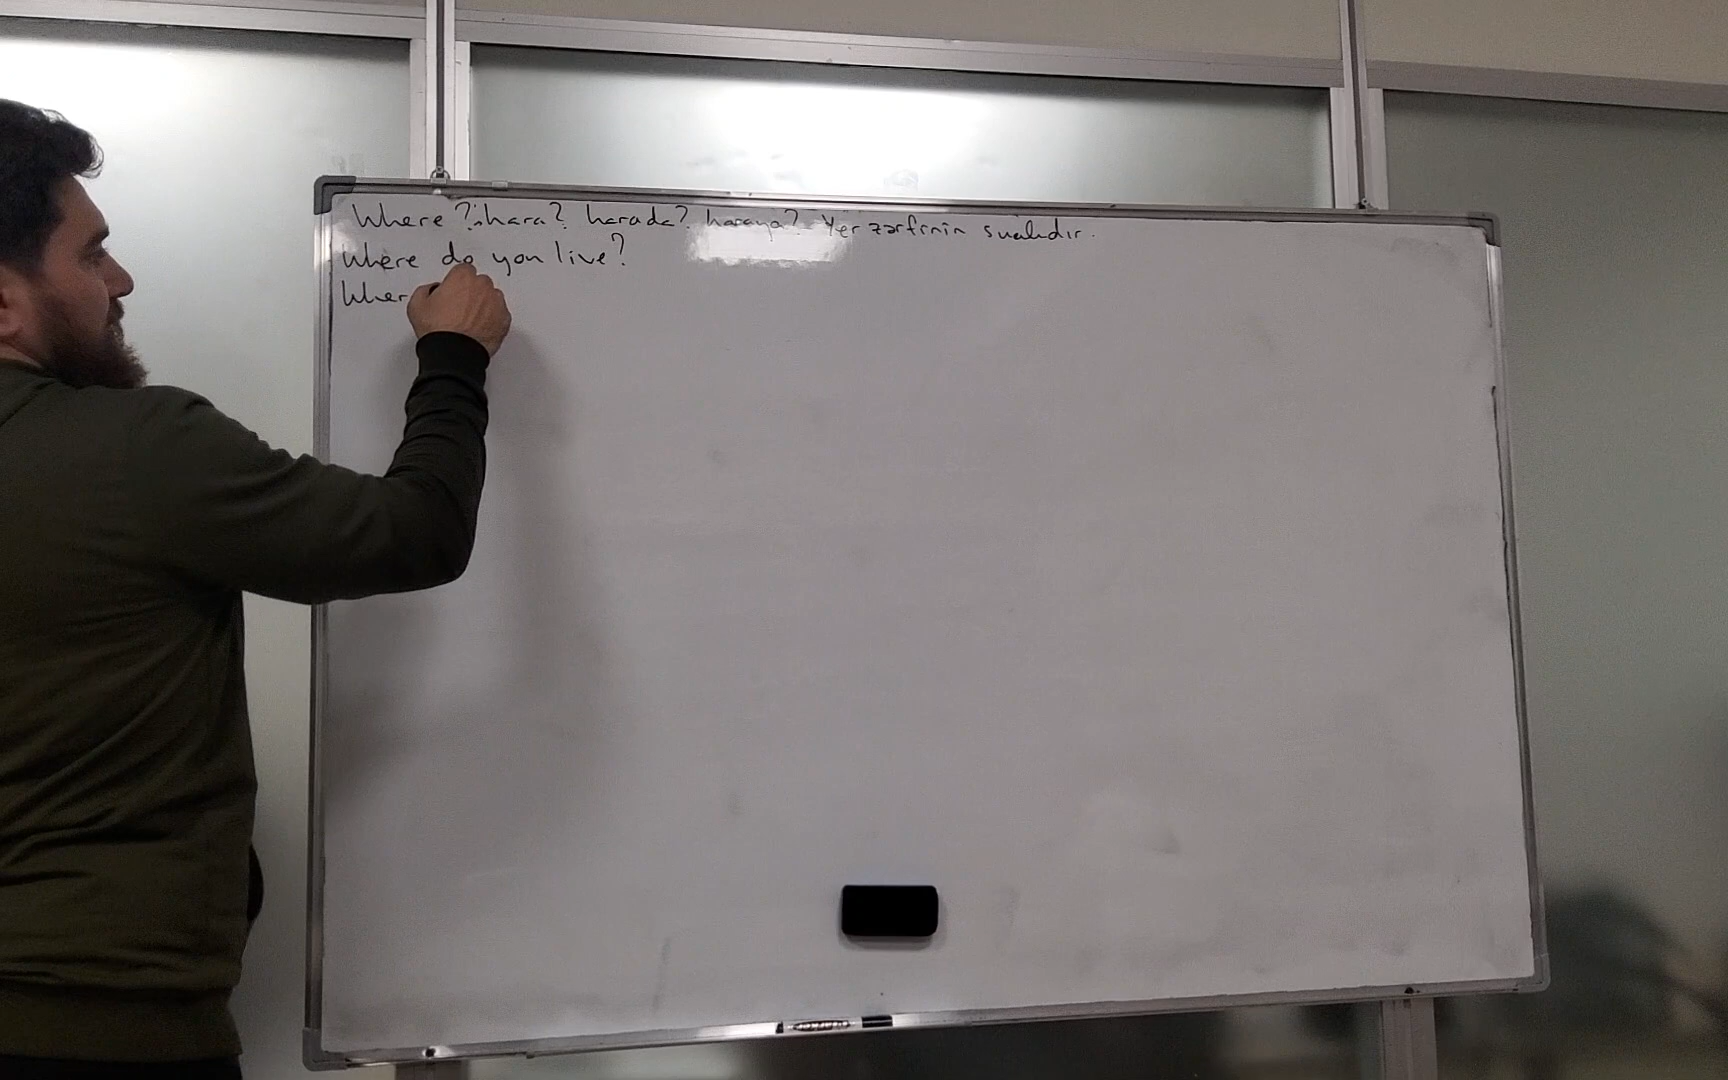 Where? hara? harada? haraya? Yer zərfinin sualıdır.
Where do you live?
Wher